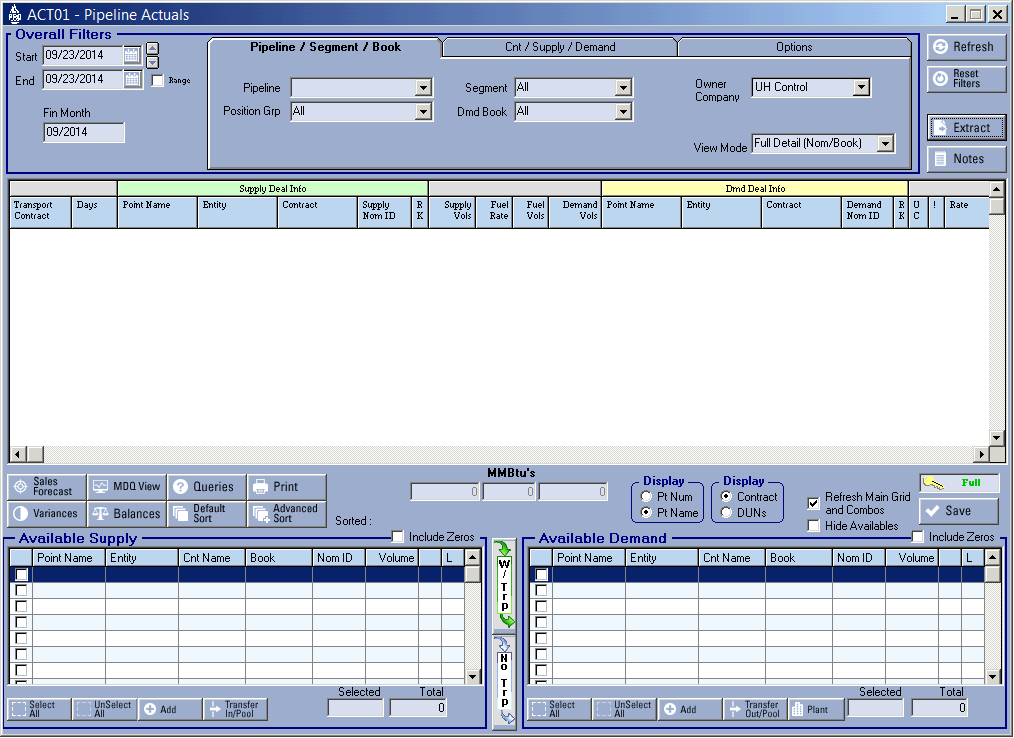 ACT01 - Pipeline Actuals
Overall Filters
Start 09/23/2014
End 09/23/2014 Range
Fin Month
09/2014
Pipeline / Segment / Book Cnt / Supply / Demand Options
Pipeline Segment All Owner Company UH Control
Position Grp All Dmd Book All
View Mode Full Detail (Nom/Book)
Refresh
Reset Filters
Extract
Notes
Supply Deal Info Dmd Deal Info
Transport Contract Days Point Name Entity Contract Supply Nom ID R K Supply Vols Fuel Rate Fuel Vols Demand Vols Point Name Entity Contract Demand Nom ID R K U C ! Rate
Sales Forecast MDQ View Queries Print
Variances Balances Default Sort Advanced Sort
Sorted :
MMBtu's
0 0 0
Display
Pt Num
Pt Name
Display
Contract
DUNs
Refresh Main Grid and Combos
Hide Availables
Full
Save
Available Supply Include Zeros
Point Name Entity Cnt Name Book Nom ID Volume L
Select All UnSelect All Add Transfer In/Pool
Selected Total
0
W / Trp
No Trp
Available Demand Include Zeros
Point Name Entity Cnt Name Book Nom ID Volume L
Select All UnSelect All Add Transfer Out/Pool Plant
Selected Total
0